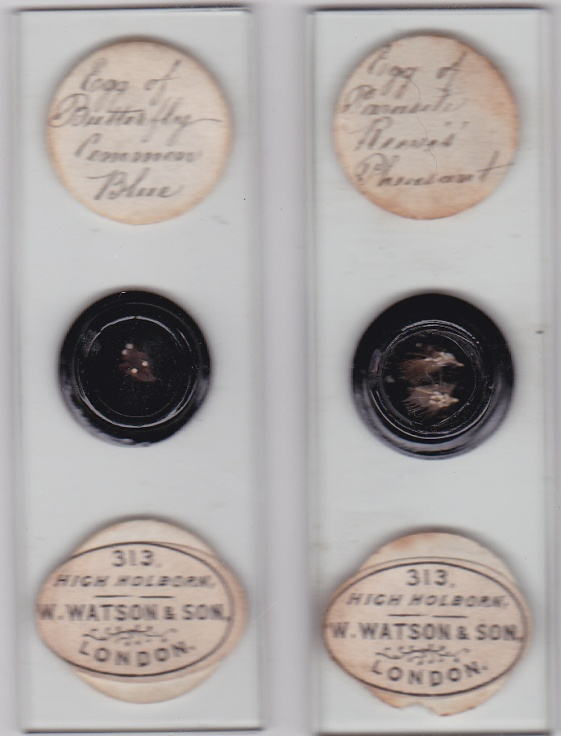 Egg of
Butterfly
Common
Blue
313,
HIGH HOLBORN,
W. WATSON & SON,
LONDON.
Egg of
Parasite
Reeves'
Pheasant
313,
HIGH HOLBORN,
W. WATSON & SON,
LONDON.